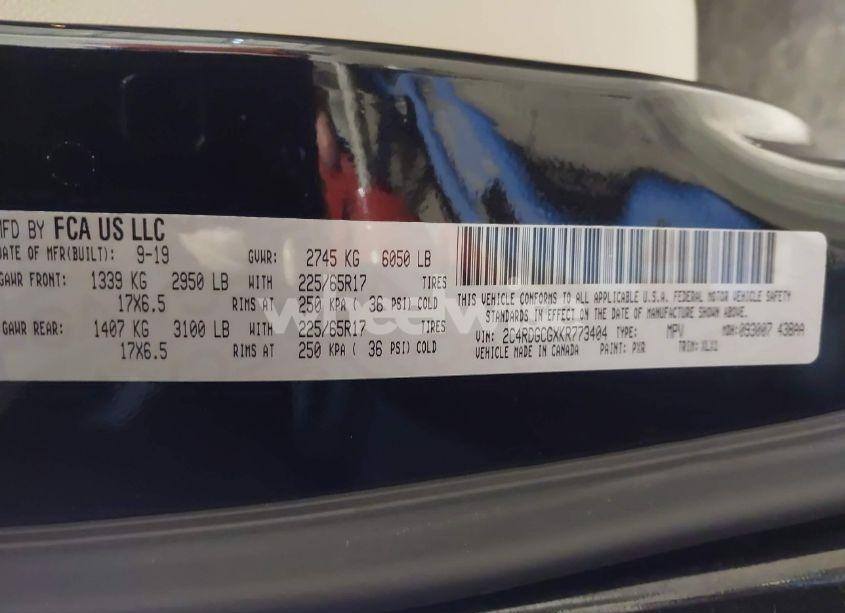 MFD BY FCA US LLC
DATE OF MFR(BUILT): 9-19 GVWR: 2745 KG 6050 LB
GAWR FRONT: 1339 KG 2950 LB WITH 225/65R17 TIRES
17X6.5 RIMS AT 250 KPA ( 36 PSI) COLD
GAWR REAR: 1407 KG 3100 LB WITH 225/65R17 TIRES
17X6.5 RIMS AT 250 KPA ( 36 PSI) COLD
THIS VEHICLE CONFORMS TO ALL APPLICABLE U.S.A. FEDERAL MOTOR VEHICLE SAFETY
STANDARDS IN EFFECT ON THE DATE OF MANUFACTURE SHOWN ABOVE.
VIN: 2C4RDGCGXKR773404 TYPE: MPV MDH: 093007 438AA
VEHICLE MADE IN CANADA PAINT: PXR TRIM: